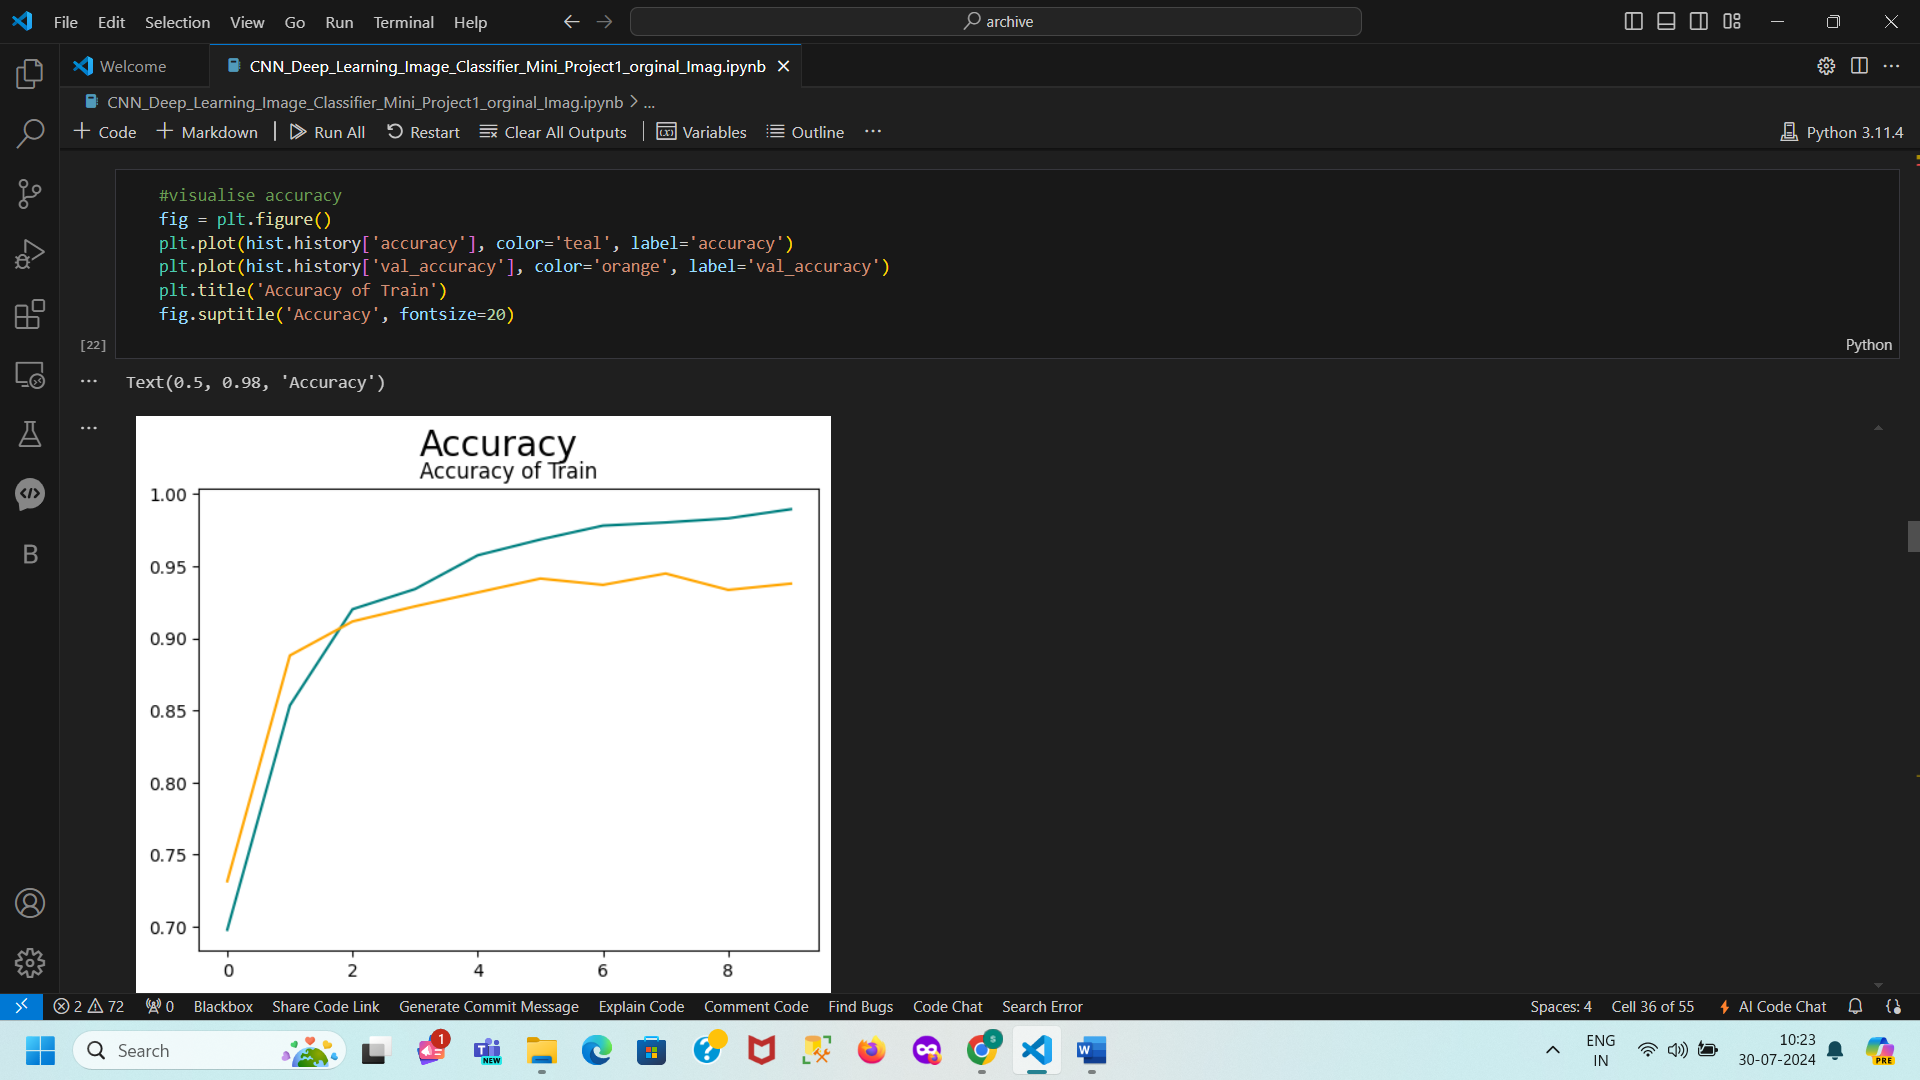 File Edit Selection View Go Run Terminal Help
archive
Welcome
CNN_Deep_Learning_Image_Classifier_Mini_Project1_orginal_Imag.ipynb
CNN_Deep_Learning_Image_Classifier_Mini_Project1_orginal_Imag.ipynb > ...
+ Code + Markdown Run All Restart Clear All Outputs Variables Outline ...
Python 3.11.4
#visualise accuracy
fig = plt.figure()
plt.plot(hist.history['accuracy'], color='teal', label='accuracy')
plt.plot(hist.history['val_accuracy'], color='orange', label='val_accuracy')
plt.title('Accuracy of Train')
fig.suptitle('Accuracy', fontsize=20)
[22]
Python
Text(0.5, 0.98, 'Accuracy')
Accuracy
Accuracy of Train
1.00
0.95
0.90
0.85
0.80
0.75
0.70
0 2 4 6 8
B
2 72 0 Blackbox Share Code Link Generate Commit Message Explain Code Comment Code Find Bugs Code Chat Search Error
Spaces: 4 Cell 36 of 55 AI Code Chat
Search
1
NEW
S
ENG
IN
10:23
30-07-2024
PRE